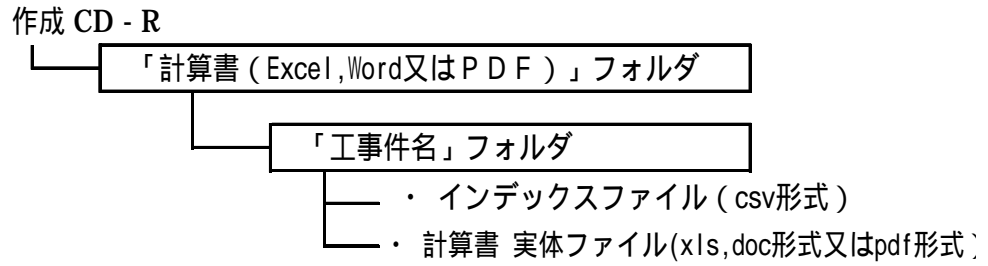 作成 CD - R
「計算書（Excel,Word又はＰＤＦ）」フォルダ
「工事件名」フォルダ
・ インデックスファイル（csv形式）
・ 計算書 実体ファイル(xls,doc形式又はpdf形式)